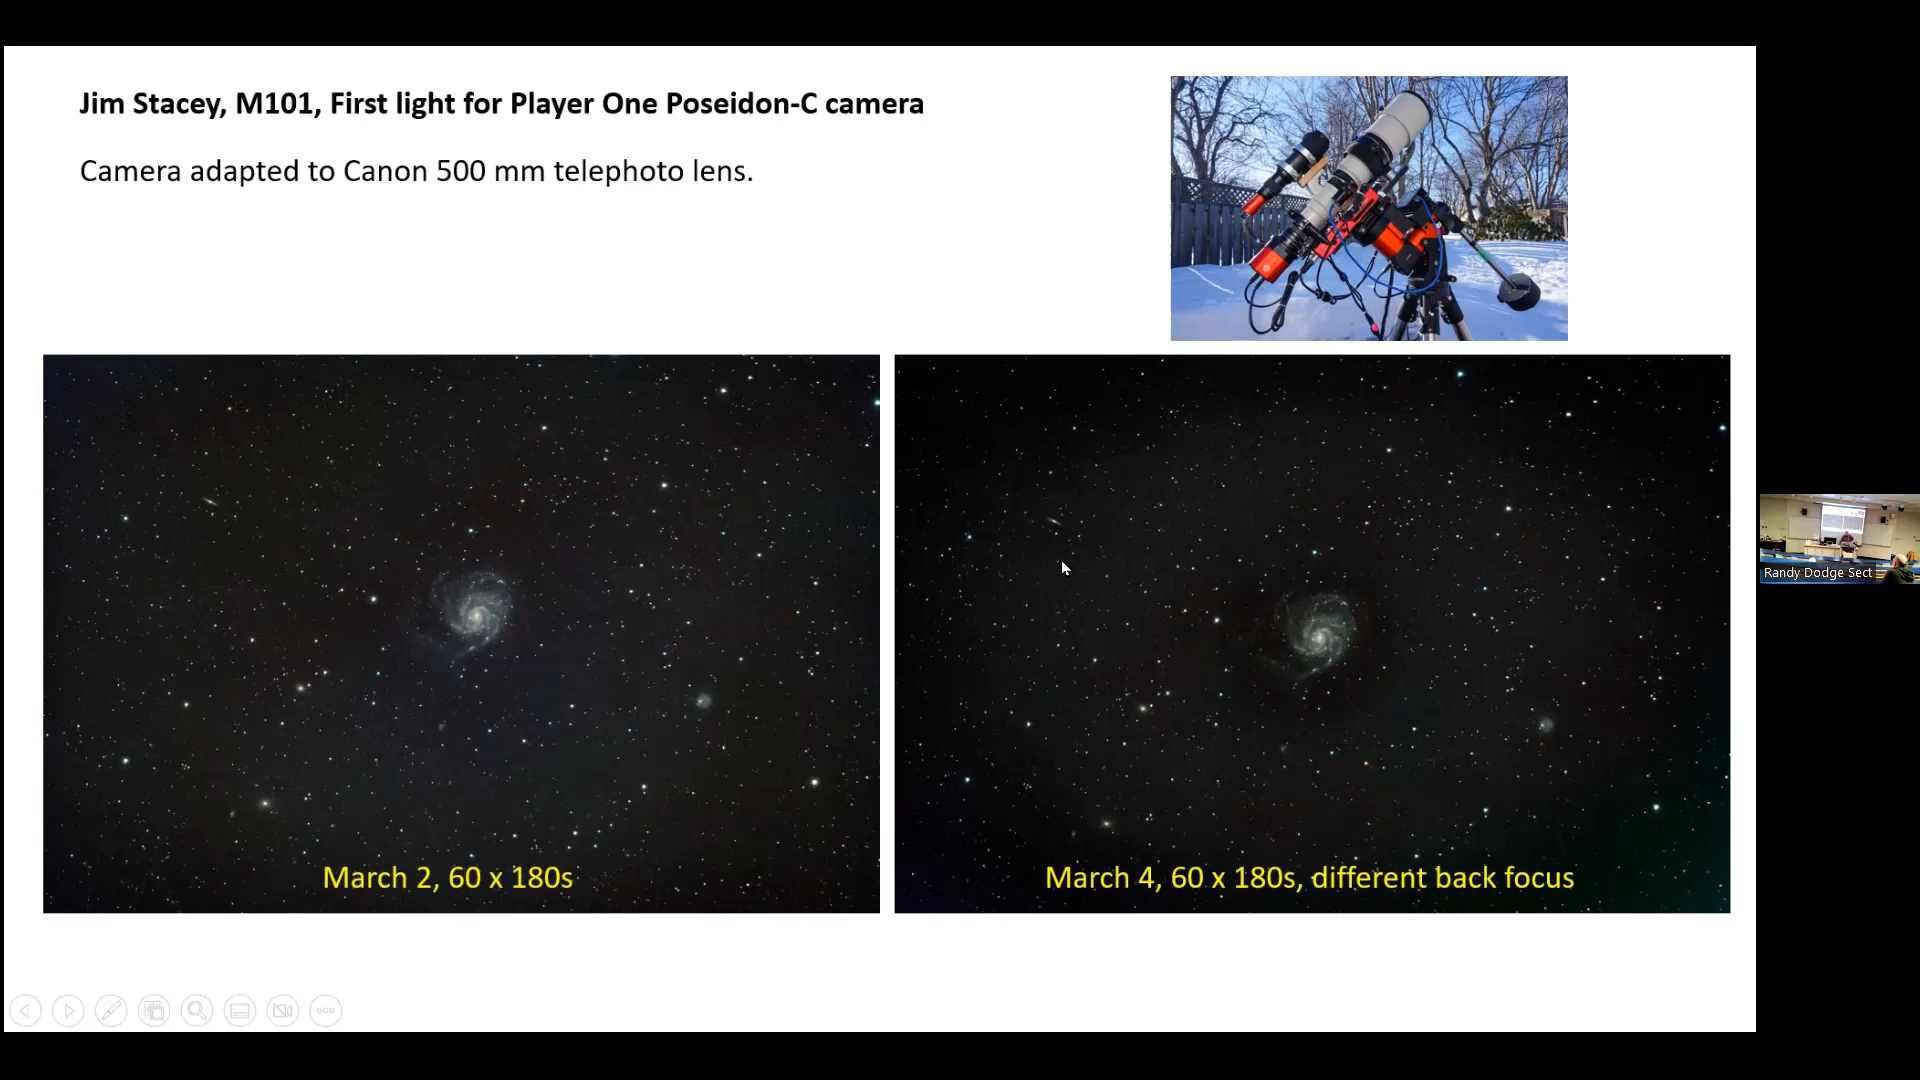 Jim Stacey, M101, First light for Player One Poseidon-C camera
Camera adapted to Canon 500 mm telephoto lens.
March 2, 60 x 180s
March 4, 60 x 180s, different back focus
Randy Dodge Sect